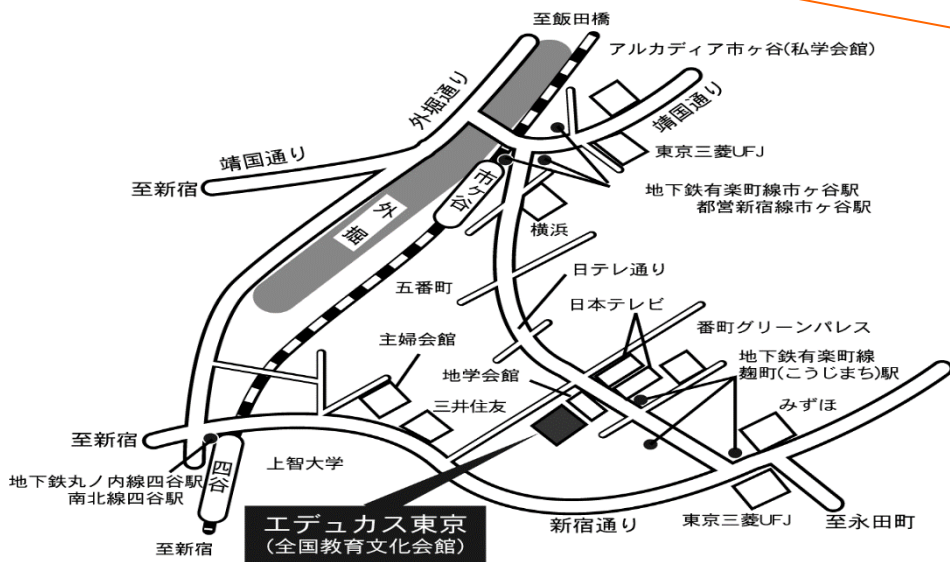 至飯田橋
アルカディア市ヶ谷(私学会館)
外堀通り
靖国通り
靖国通り
至新宿
東京三菱UFJ
市ヶ谷
地下鉄有楽町線市ヶ谷駅
都営新宿線市ヶ谷駅
外堀
横浜
五番町
日テレ通り
日本テレビ
番町グリーンパレス
主婦会館
地学会館
地下鉄有楽町線
麹町(こうじまち)駅
三井住友
みずほ
至新宿
上智大学
四谷
地下鉄丸ノ内線四谷駅
南北線四谷駅
エデュカス東京
(全国教育文化会館)
新宿通り
東京三菱UFJ
至永田町
至新宿